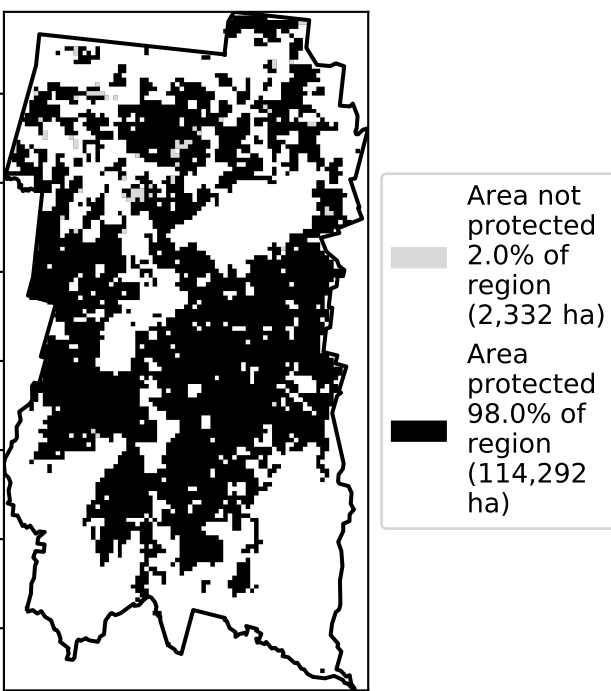 Area not
protected
2.0% of
region
(2,332 ha)
Area
protected
98.0% of
region
(114,292
ha)